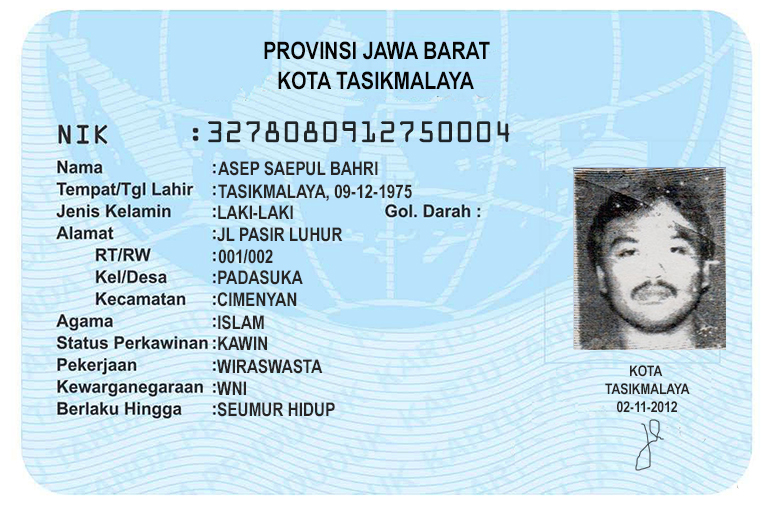 PROVINSI JAWA BARAT
KOTA TASIKMALAYA
NIK :3278080912750004
Nama :ASEP SAEPUL BAHRI
Tempat/Tgl Lahir :TASIKMALAYA, 09-12-1975
Jenis Kelamin :LAKI-LAKI Gol. Darah :
Alamat :JL PASIR LUHUR
RT/RW :001/002
Kel/Desa :PADASUKA
Kecamatan :CIMENYAN
Agama :ISLAM
Status Perkawinan :KAWIN
Pekerjaan :WIRASWASTA
Kewarganegaraan :WNI
Berlaku Hingga :SEUMUR HIDUP
KOTA
TASIKMALAYA
02-11-2012